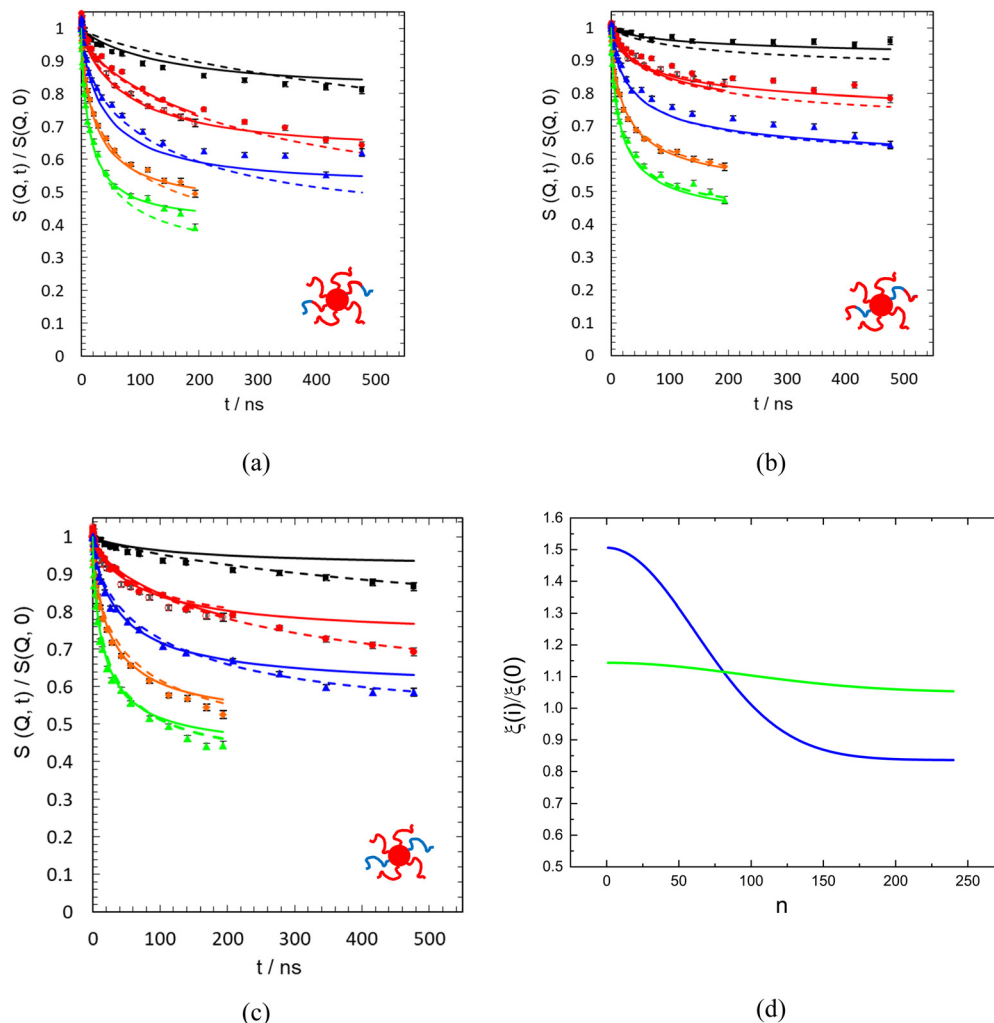 S (Q, t) / S(Q, 0)
1
0.9
0.8
0.7
0.6
0.5
0.4
0.3
0.2
0.1
0
0 100 200 300 400 500
t / ns
(a)
S (Q, t) / S(Q, 0)
1
0.9
0.8
0.7
0.6
0.5
0.4
0.3
0.2
0.1
0
0 100 200 300 400 500
t / ns
(b)
S (Q, t) / S(Q, 0)
1
0.9
0.8
0.7
0.6
0.5
0.4
0.3
0.2
0.1
0
0 100 200 300 400 500
t / ns
(c)
ξ(i)/ξ(0)
1.6
1.5
1.4
1.3
1.2
1.1
1.0
0.9
0.8
0.7
0.6
0.5
0 50 100 150 200 250
n
(d)